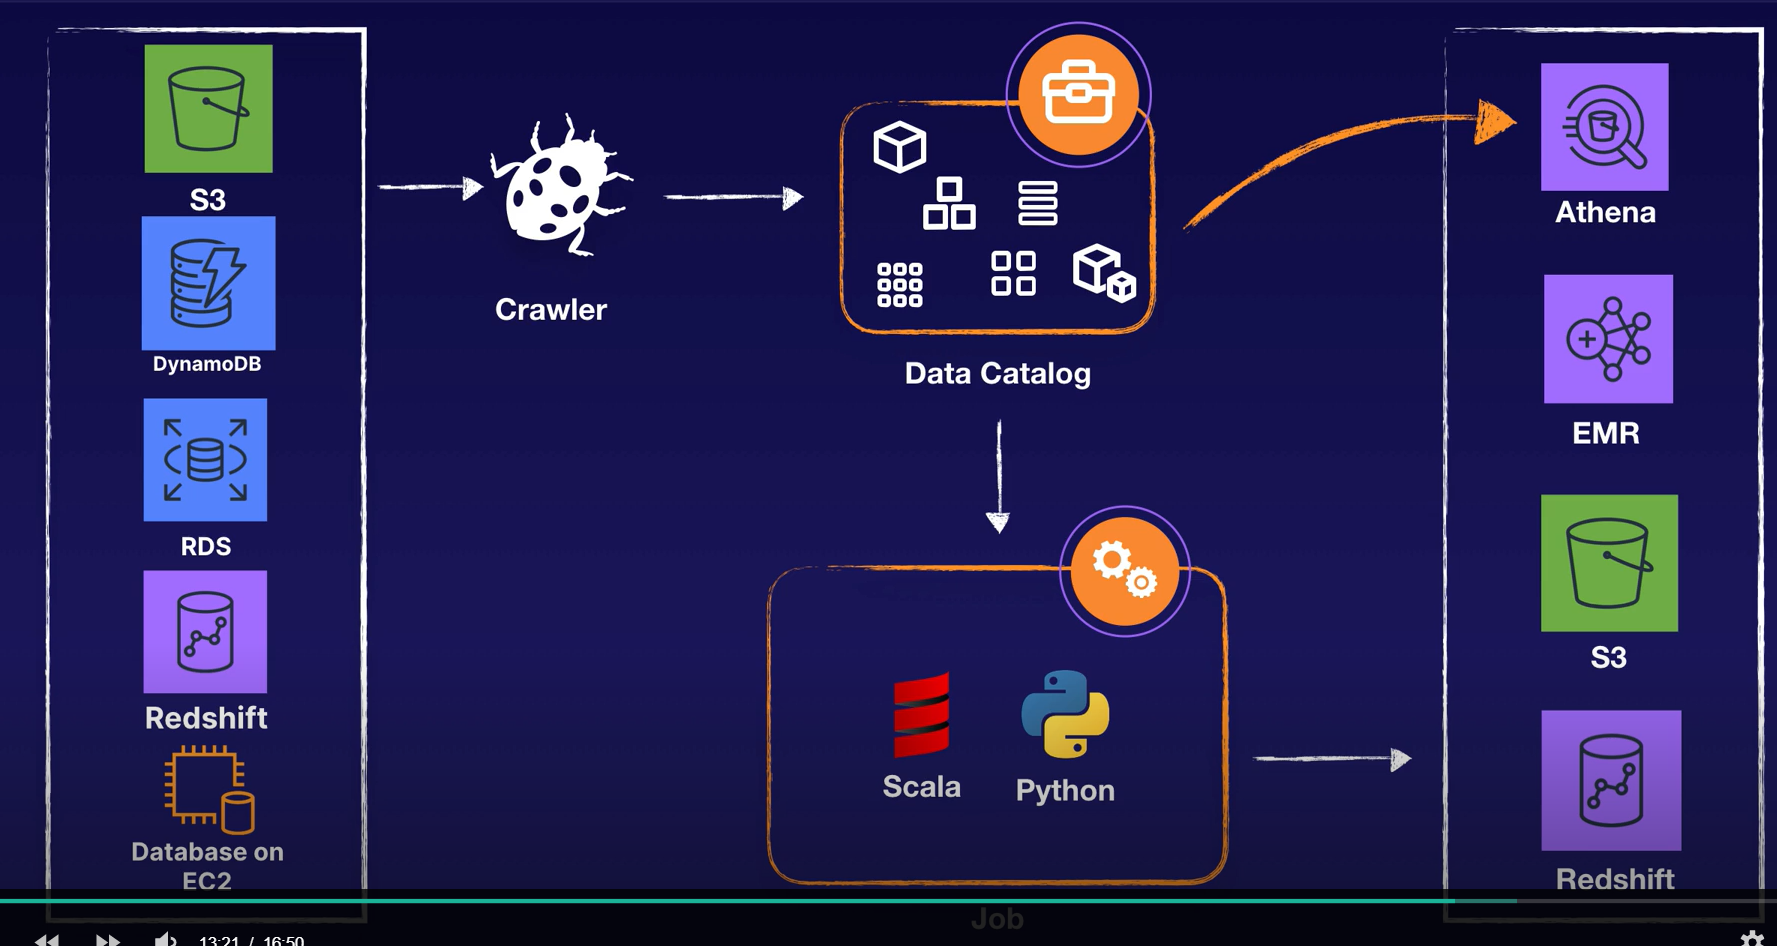 S3
DynamoDB
RDS
Redshift
Database on
EC2
Crawler
Data Catalog
Scala
Python
Job
Athena
EMR
S3
Redshift
13:21 / 16:50